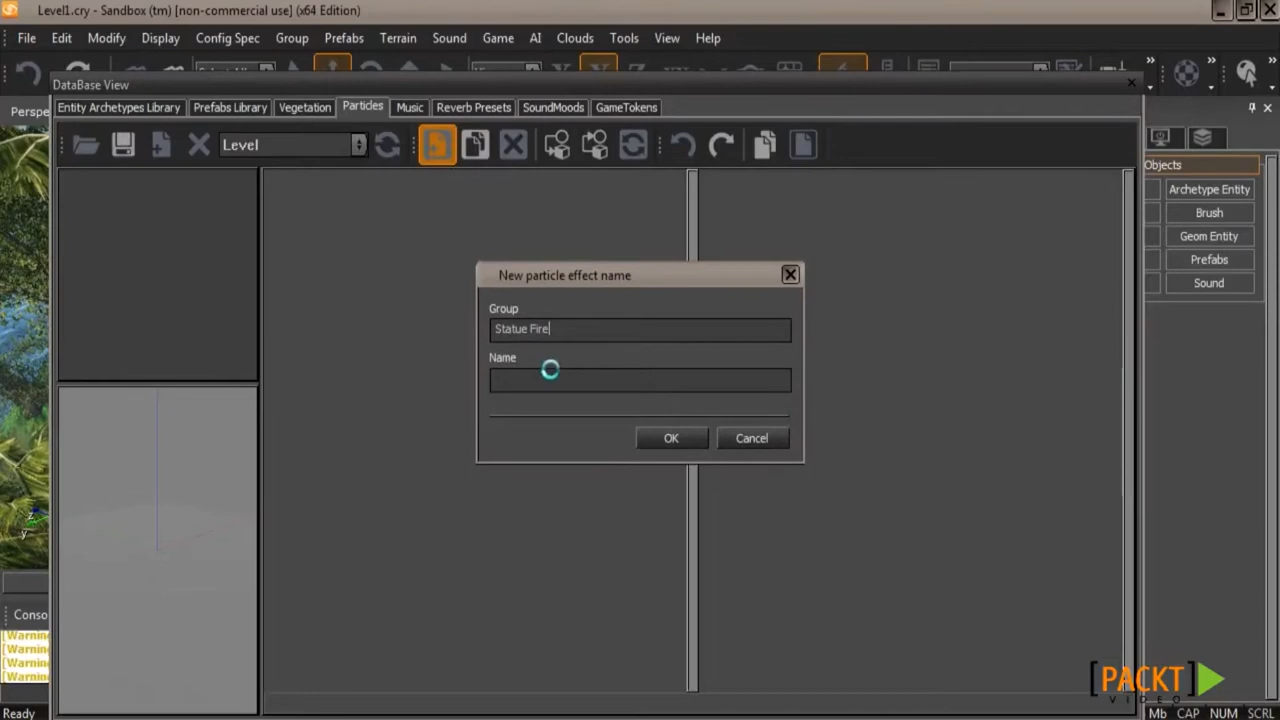 Level1.cry - Sandbox (tm) [non-commercial use] (x64 Edition)
File Edit Modify Display Config Spec Group Prefabs Terrain Sound Game AI Clouds Tools View Help
DataBase View
Perspe
Entity Archetypes Library Prefabs Library Vegetation Particles Music Reverb Presets SoundMoods GameTokens
Level
Objects
Archetype Entity
Brush
Geom Entity
Prefabs
Sound
New particle effect name
Group
Statue Fire
Name
OK Cancel
z
y
Conso
[Warnin
[Warnin
[Warnin
[Warnin
[PACKT]
VIDEO
Ready
Mb CAP NUM SCRL